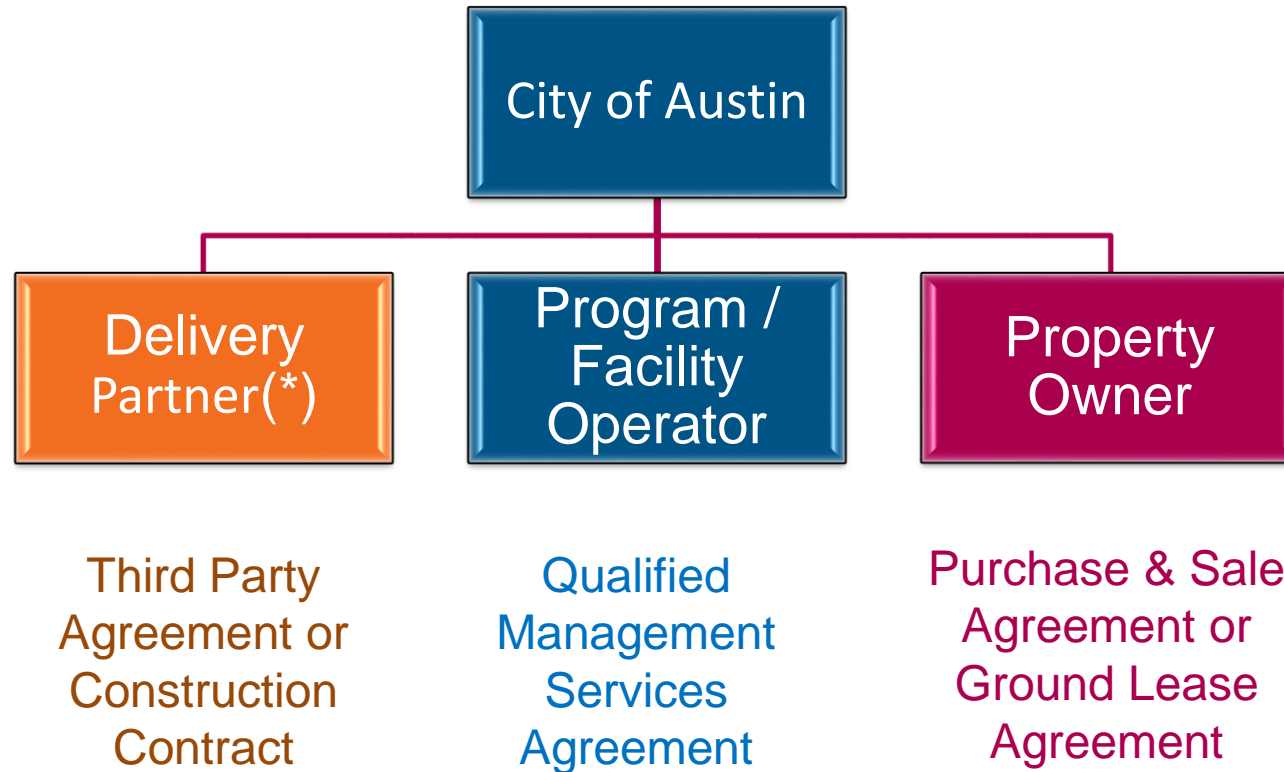 City of Austin
Delivery
Partner(*)
Program /
Facility
Operator
Property
Owner
Third Party
Agreement or
Construction
Contract
Qualified
Management
Services
Agreement
Purchase & Sale
Agreement or
Ground Lease
Agreement